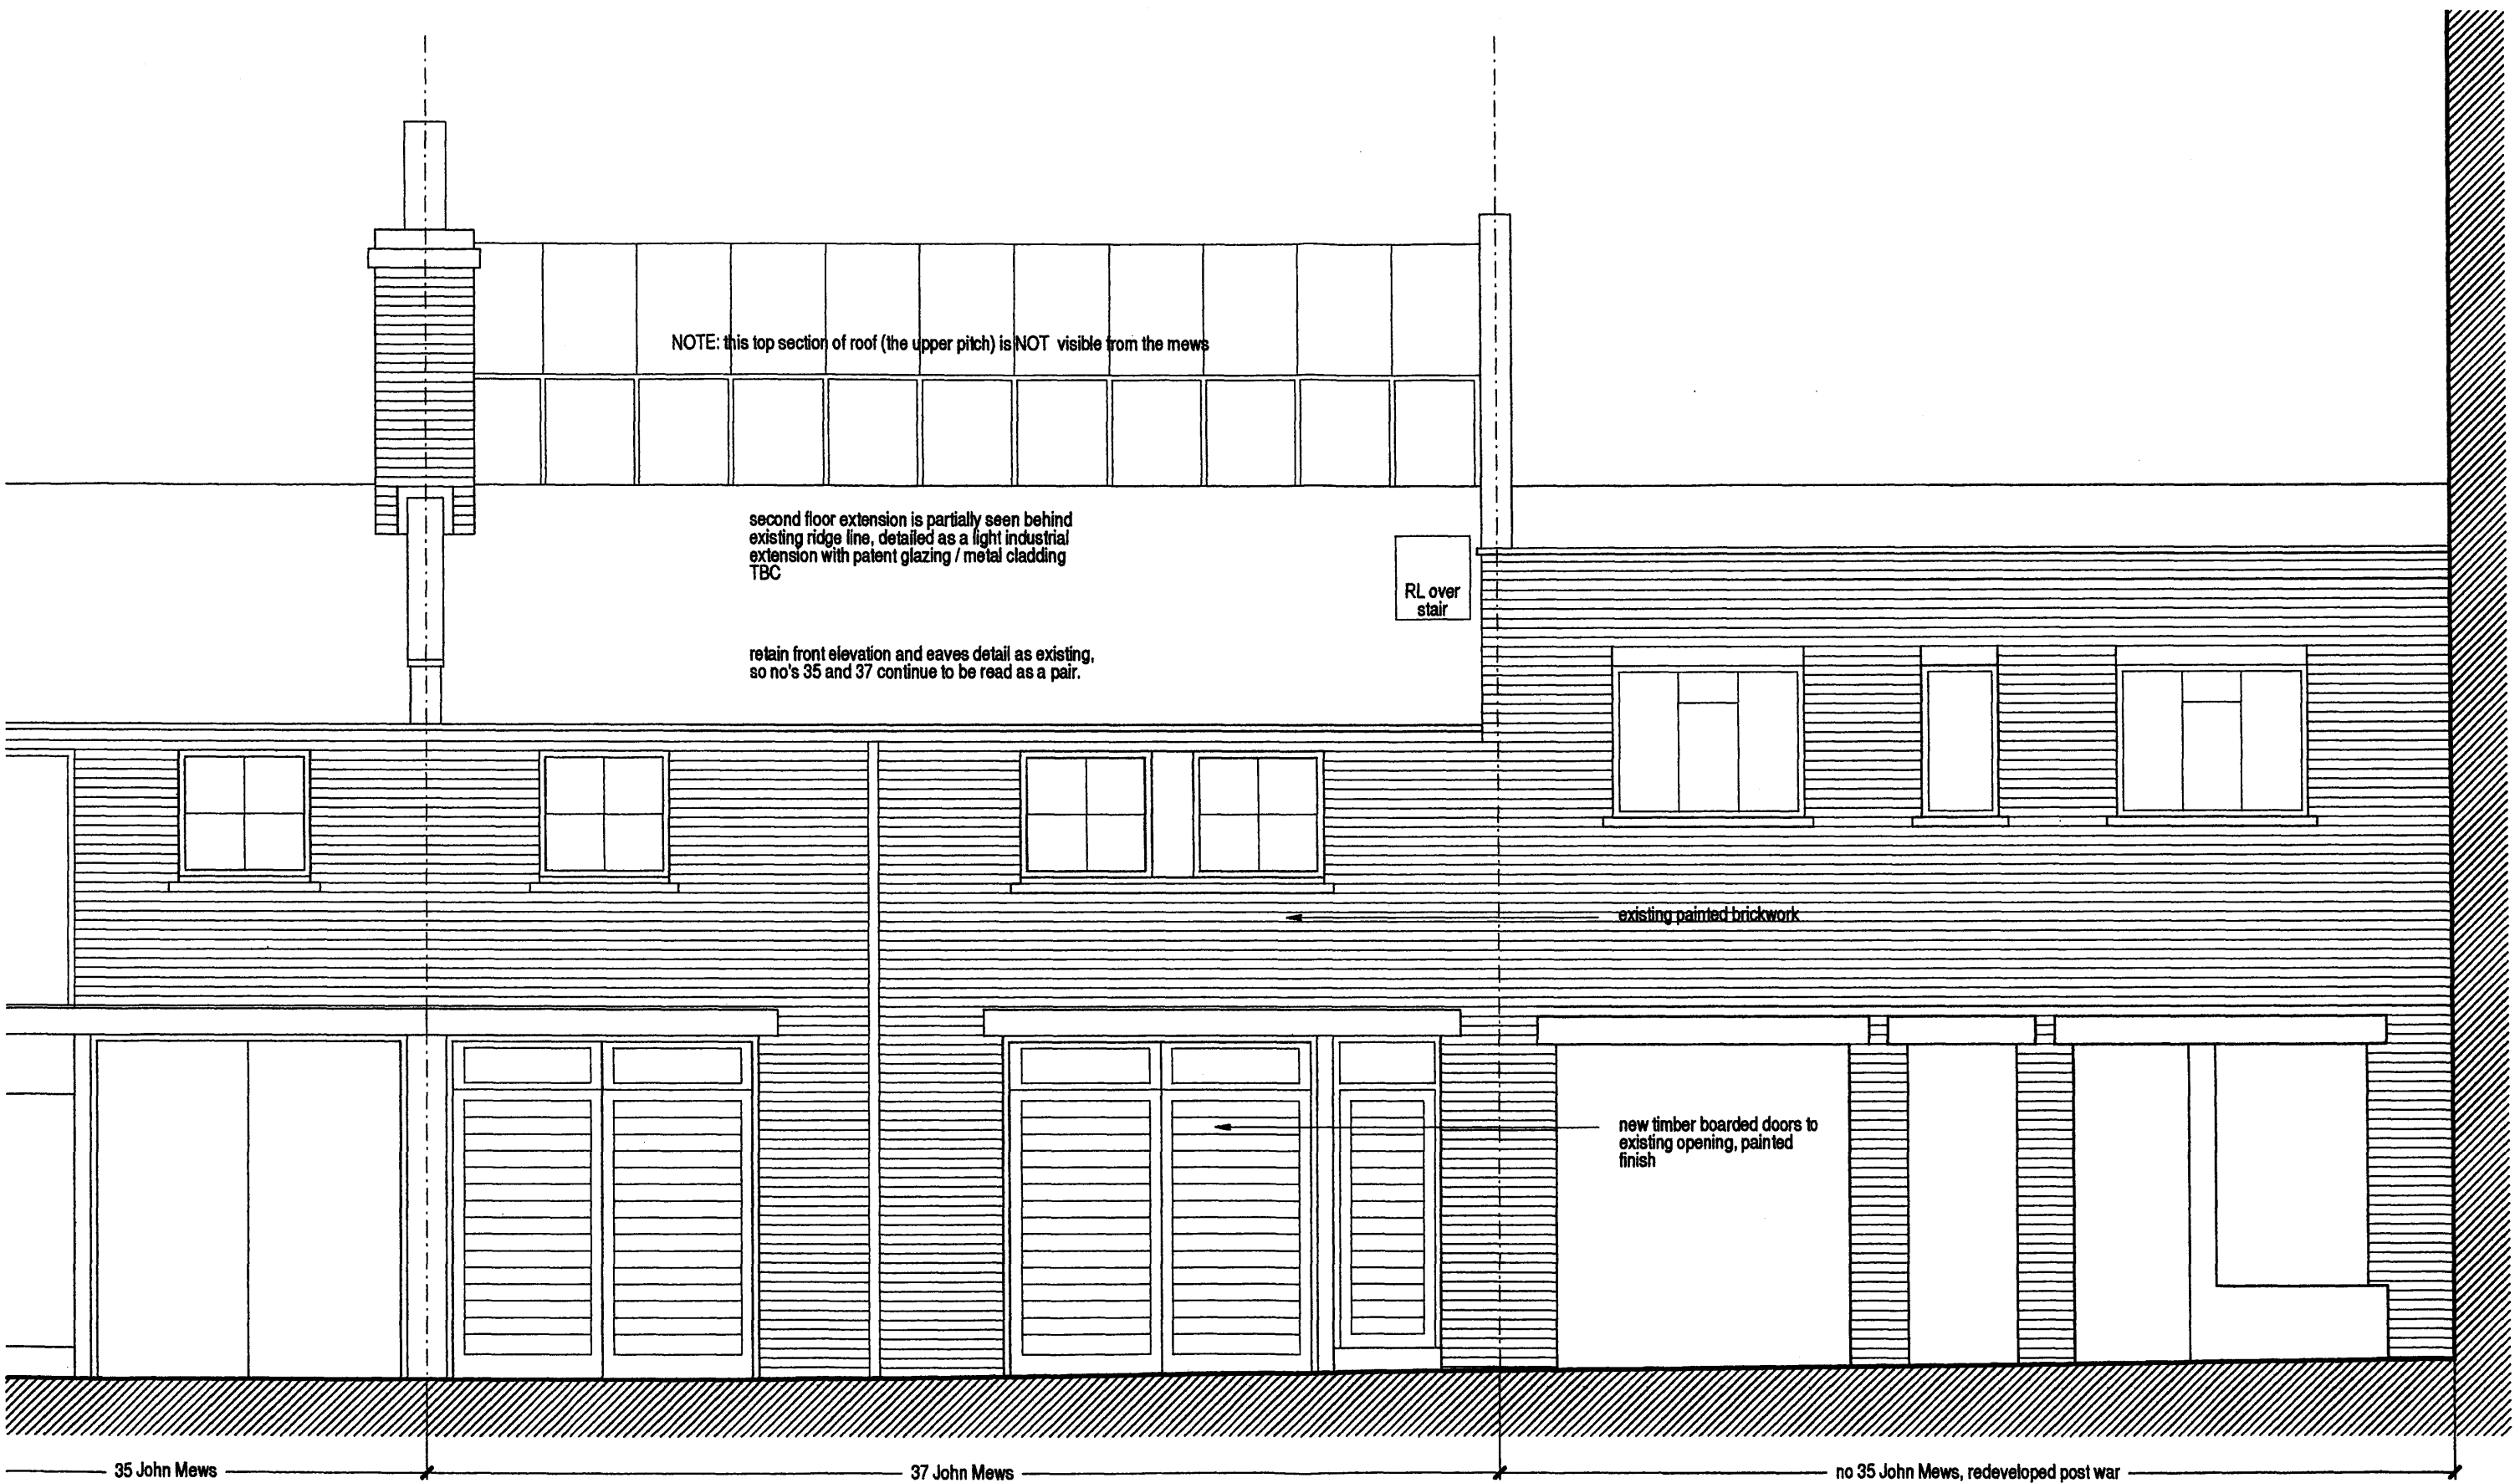 NOTE: this top section of roof (the upper pitch) is NOT visible from the mews
second floor extension is partially seen behind
existing ridge line, detailed as a light industrial
extension with patent glazing / metal cladding
TBC
RL over
stair
retain front elevation and eaves detail as existing,
so no's 35 and 37 continue to be read as a pair.
existing painted brickwork
new timber boarded doors to
existing opening, painted
finish
35 John Mews
37 John Mews
no 35 John Mews, redeveloped post war